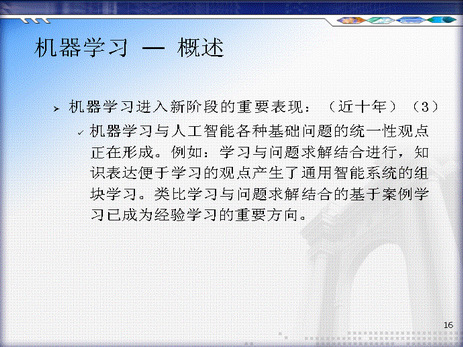 机器学习 — 概述
机器学习进入新阶段的重要表现：（近十年）（3）
机器学习与人工智能各种基础问题的统一性观点
正在形成。例如：学习与问题求解结合进行，知
识表达便于学习的观点产生了通用智能系统的组
块学习。类比学习与问题求解结合的基于案例学
习已成为经验学习的重要方向。
16